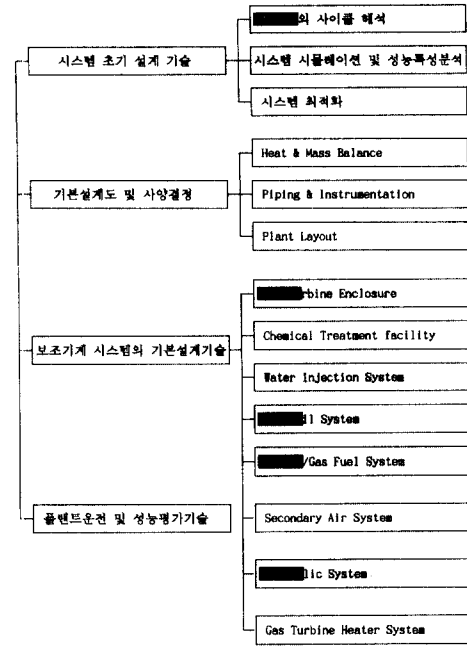 의 사이클 해석
시스템 초기 설계 기술
시스템 시뮬레이션 및 성능특성분석
시스템 최적화
Heat & Mass Balance
기본설계도 및 사양결정
Piping & Instrumentation
Plant Layout
rbine Enclosure
Chemical Treatment facility
보조기계 시스템와 기본설계기술
Water Injection System
il System
/Gas Fuel System
플랜트운전 및 성능평가기술
Secondary Air System
lic System
Gas Turbine Heater System